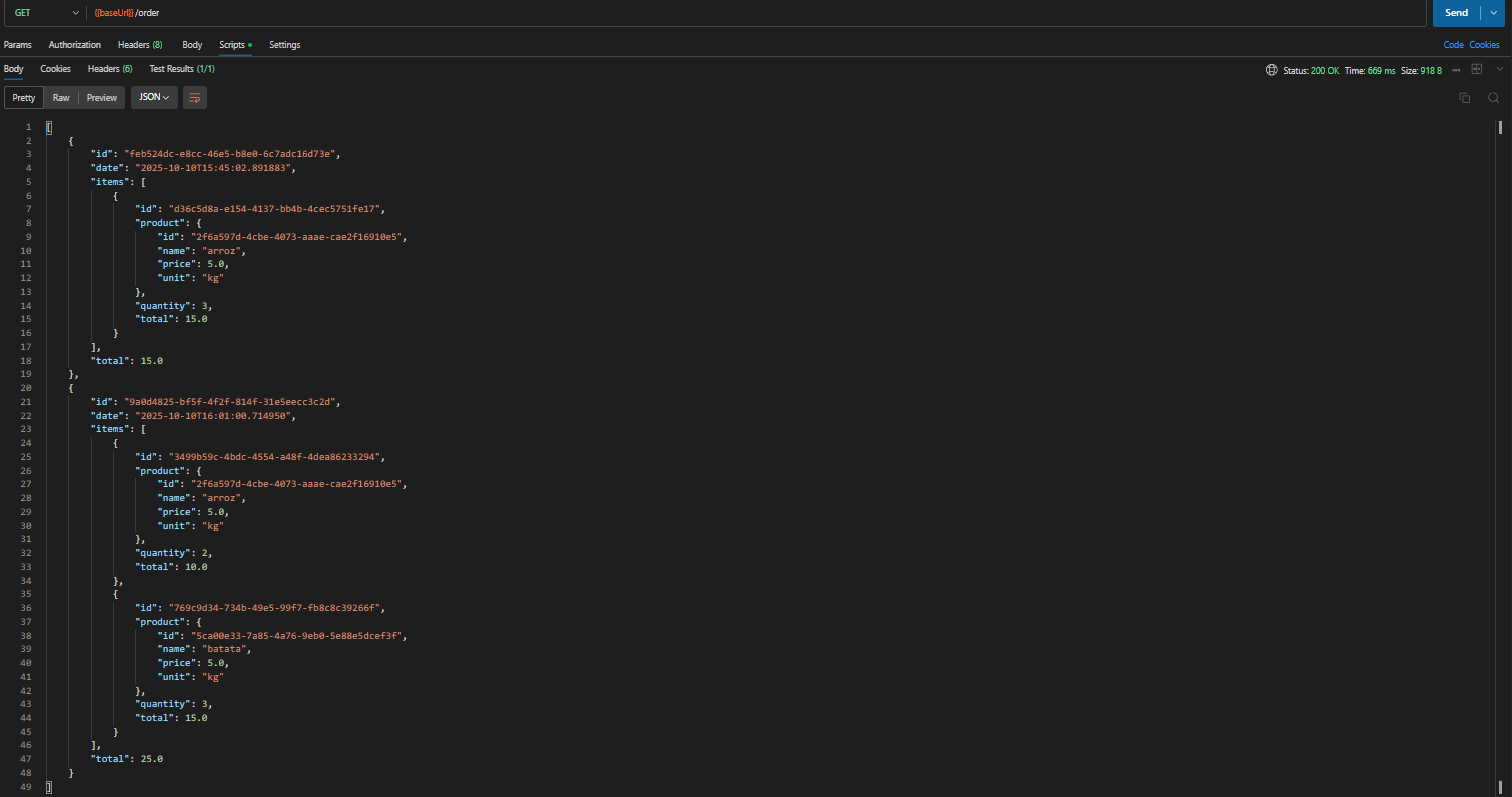 GET {{baseUrl}}/order Send
Params Authorization Headers (8) Body Scripts Settings Code Cookies
Body Cookies Headers (6) Test Results (1/1) Status: 200 OK Time: 669 ms Size: 918 B
Pretty Raw Preview JSON
1 [
2 {
3 "id": "feb524dc-e8cc-46e5-b8e0-6c7adc16d73e",
4 "date": "2025-10-10T15:45:02.891883",
5 "items": [
6 {
7 "id": "d36c5d8a-e154-4137-bb4b-4cec5751fe17",
8 "product": {
9 "id": "2f6a597d-4cbe-4073-aaae-cae2f16910e5",
10 "name": "arroz",
11 "price": 5.0,
12 "unit": "kg"
13 },
14 "quantity": 3,
15 "total": 15.0
16 }
17 ],
18 "total": 15.0
19 },
20 {
21 "id": "9a0d4825-bf5f-4f2f-814f-31e5eecc3c2d",
22 "date": "2025-10-10T16:01:00.714950",
23 "items": [
24 {
25 "id": "3499b59c-4bdc-4554-a48f-4dea86233294",
26 "product": {
27 "id": "2f6a597d-4cbe-4073-aaae-cae2f16910e5",
28 "name": "arroz",
29 "price": 5.0,
30 "unit": "kg"
31 },
32 "quantity": 2,
33 "total": 10.0
34 },
35 {
36 "id": "769c9d34-734b-49e5-99f7-fb8c8c39266f",
37 "product": {
38 "id": "5ca00e33-7a85-4a76-9eb0-5e88e5dcef3f",
39 "name": "batata",
40 "price": 5.0,
41 "unit": "kg"
42 },
43 "quantity": 3,
44 "total": 15.0
45 }
46 ],
47 "total": 25.0
48 }
49 ]